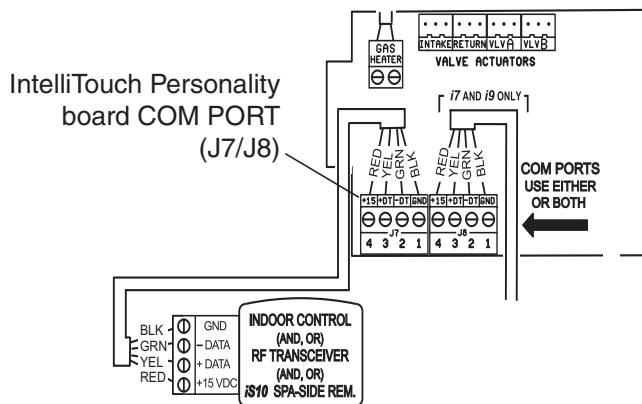 GAS
HEATER
INTAKE RETURN VLVA VLVB
VALVE ACTUATORS
IntelliTouch Personality
board COM PORT
(J7/J8)
i7 AND i9 ONLY
RED YEL GRN BLK
RED YEL GRN BLK
COM PORTS
USE EITHER
OR BOTH
+15 +DT -DT GND
+15 +DT -DT GND
J7
J8
4 3 2 1
4 3 2 1
BLK GND
GRN - DATA
YEL + DATA
RED +15 VDC
INDOOR CONTROL
(AND, OR)
RF TRANSCEIVER
(AND, OR)
iS10 SPA-SIDE REM.